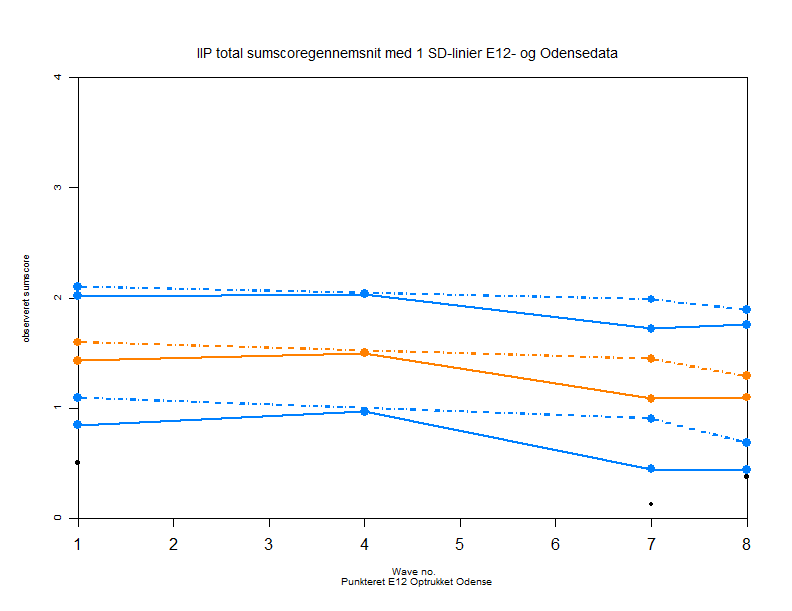 IIP total sumscoregennemsnit med 1 SD-linier E12- og Odensedata
4
3
2
1
0
observeret sumscore
1 2 3 4 5 6 7 8
Wave no.
Punkteret E12 Optrukket Odense